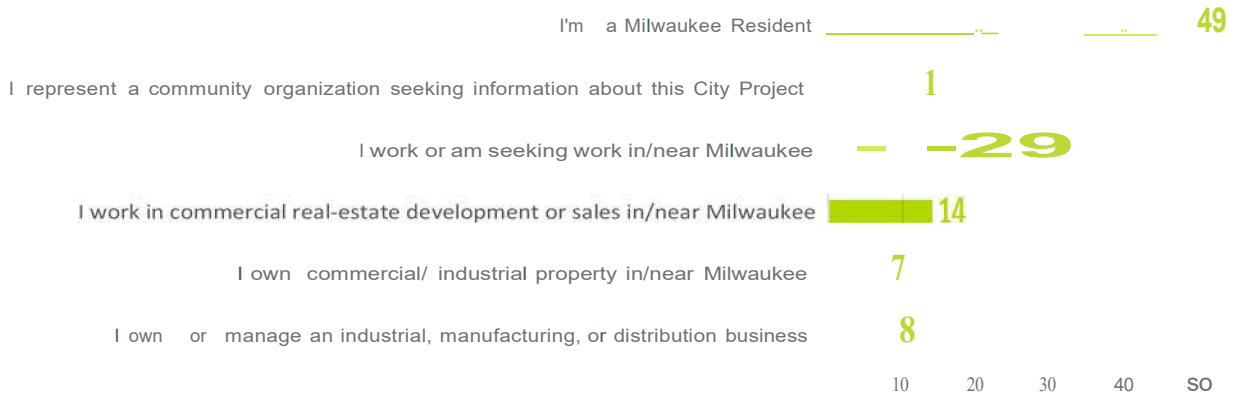 I'm a Milwaukee Resident 49
I represent a community organization seeking information about this City Project 1
I work or am seeking work in/near Milwaukee 29
I work in commercial real-estate development or sales in/near Milwaukee 14
I own commercial/ industrial property in/near Milwaukee 7
I own or manage an industrial, manufacturing, or distribution business 8
10 20 30 40 SO